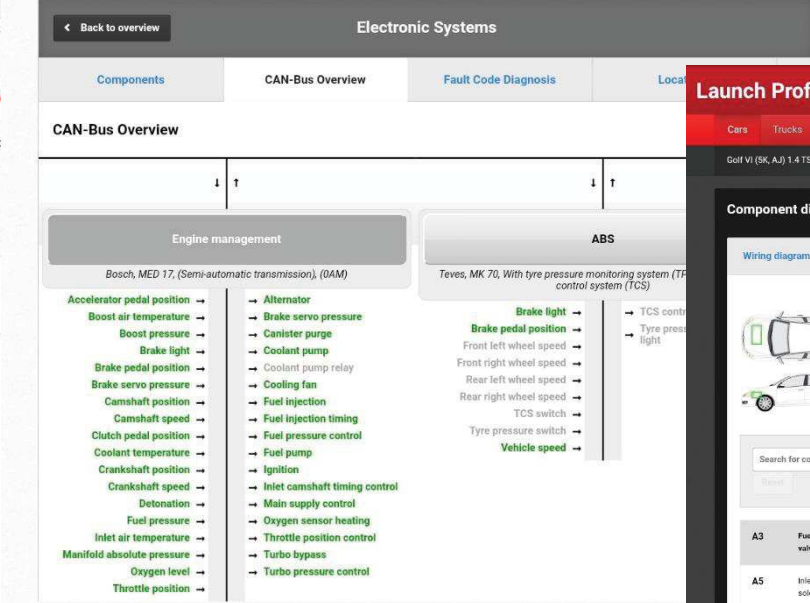 Back to overview
Electronic Systems
Components
CAN-Bus Overview
Fault Code Diagnosis
CAN-Bus Overview
Engine management
Bosch, MED 17, (Semi-automatic transmission), (0AM)
Accelerator pedal position
Boost air temperature
Boost pressure
Brake light
Brake pedal position
Brake servo pressure
Camshaft position
Camshaft speed
Clutch pedal position
Coolant temperature
Crankshaft position
Crankshaft speed
Detonation
Fuel pressure
Inlet air temperature
Manifold absolute pressure
Oxygen level
Throttle position
Alternator
Brake servo pressure
Canister purge
Coolant pump
Coolant pump relay
Cooling fan
Fuel injection
Fuel injection timing
Fuel pressure control
Fuel pump
Ignition
Inlet camshaft timing control
Main supply control
Oxygen sensor heating
Throttle position control
Turbo bypass
Turbo pressure control
ABS
Teves, MK 70, With tyre pressure monitoring system (TP
control system (TCS)
Brake light
Brake pedal position
Front left wheel speed
Front right wheel speed
Rear left wheel speed
Rear right wheel speed
TCS switch
Tyre pressure switch
Vehicle speed
TCS contr
Tyre press
light
Launch Prof
Cars Trucks
Golf VI (5K, AJ) 1.4 TS
Component di
Wiring diagram
Search for co
Reset
A3
A5